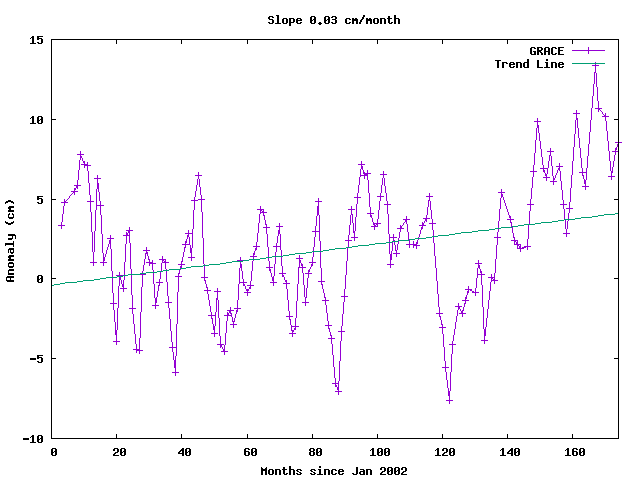 Slope 0.03 cm/month
GRACE
Trend Line
15
10
5
0
-5
-10
Anomaly (cm)
0 20 40 60 80 100 120 140 160
Months since Jan 2002